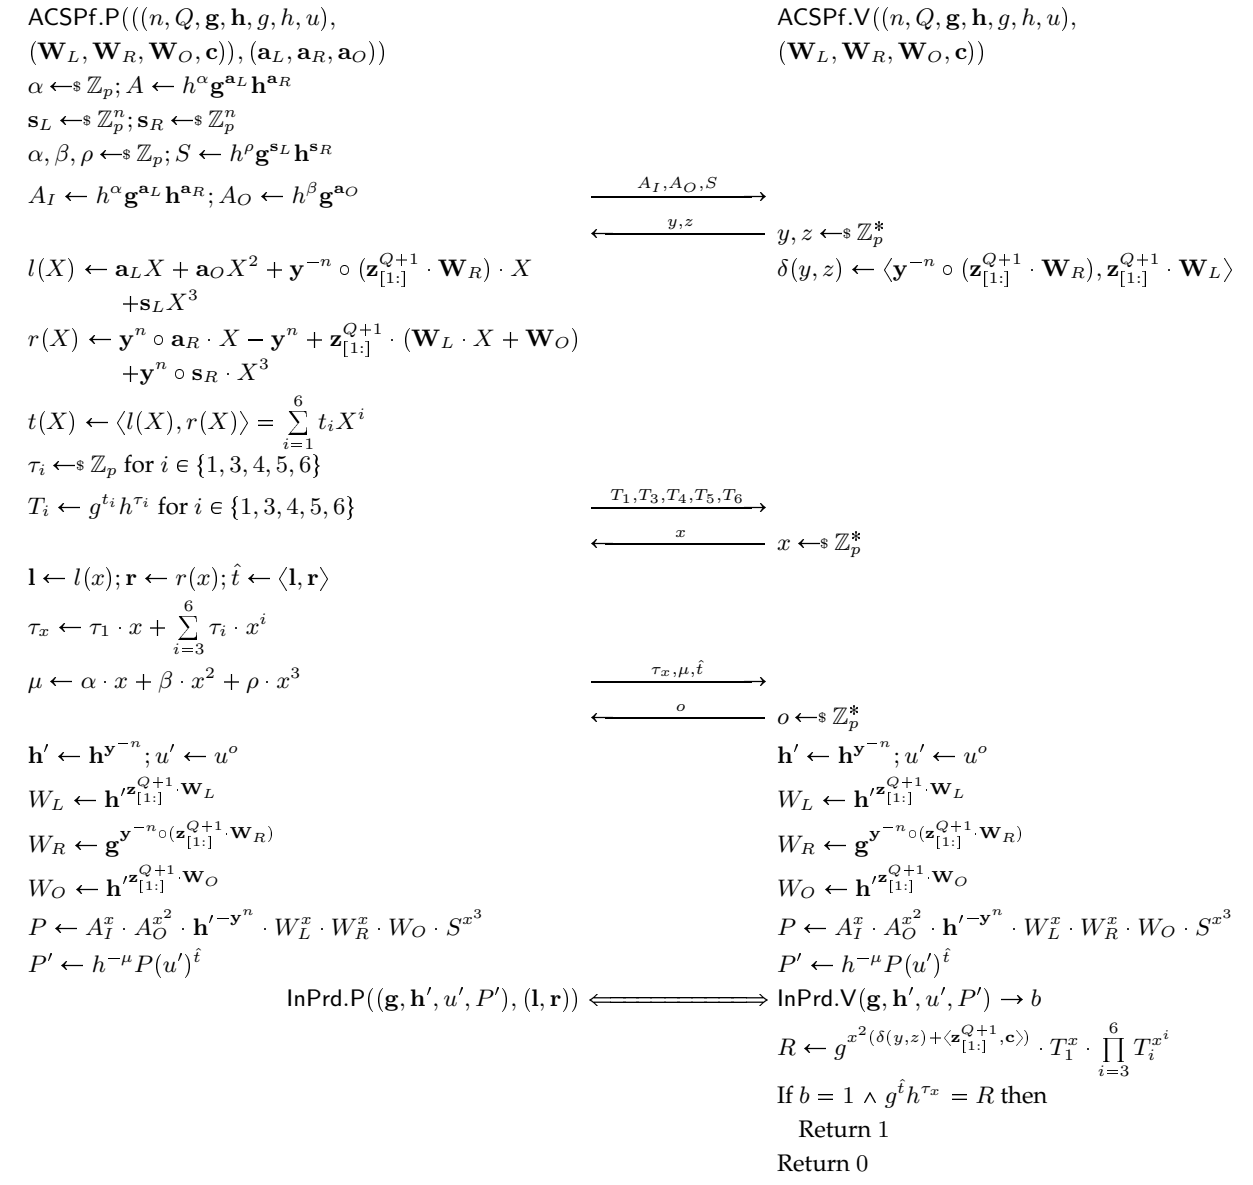 ACSPf.P(((n, Q, g, h, g, h, u),
(W_L, W_R, W_O, c)), (a_L, a_R, a_O))
ACSPf.V((n, Q, g, h, g, h, u),
(W_L, W_R, W_O, c))
α ←$ ℤ_p; A ← h^α g^{a_L} h^{a_R}
s_L ←$ ℤ_p^n; s_R ←$ ℤ_p^n
α, β, ρ ←$ ℤ_p; S ← h^ρ g^{s_L} h^{s_R}
A_I ← h^α g^{a_L} h^{a_R}; A_O ← h^β g^{a_O}
A_I, A_O, S
y, z
y, z ←$ ℤ_p^*
l(X) ← a_L X + a_O X^2 + y^{-n} ∘ (z_{[1:]}^{Q+1} · W_R) · X
+s_L X^3
δ(y, z) ← ⟨y^{-n} ∘ (z_{[1:]}^{Q+1} · W_R), z_{[1:]}^{Q+1} · W_L⟩
r(X) ← y^n ∘ a_R · X − y^n + z_{[1:]}^{Q+1} · (W_L · X + W_O)
+y^n ∘ s_R · X^3
t(X) ← ⟨l(X), r(X)⟩ = ∑_{i=1}^{6} t_i X^i
τ_i ←$ ℤ_p for i ∈ {1, 3, 4, 5, 6}
T_i ← g^{t_i} h^{τ_i} for i ∈ {1, 3, 4, 5, 6}
T_1, T_3, T_4, T_5, T_6
x
x ←$ ℤ_p^*
l ← l(x); r ← r(x); t̂ ← ⟨l, r⟩
τ_x ← τ_1 · x + ∑_{i=3}^{6} τ_i · x^i
μ ← α · x + β · x^2 + ρ · x^3
τ_x, μ, t̂
o
o ←$ ℤ_p^*
h′ ← h^{y^{-n}}; u′ ← u^o
h′ ← h^{y^{-n}}; u′ ← u^o
W_L ← h′^{z_{[1:]}^{Q+1} · W_L}
W_L ← h′^{z_{[1:]}^{Q+1} · W_L}
W_R ← g^{y^{-n} ∘ (z_{[1:]}^{Q+1} · W_R)}
W_R ← g^{y^{-n} ∘ (z_{[1:]}^{Q+1} · W_R)}
W_O ← h′^{z_{[1:]}^{Q+1} · W_O}
W_O ← h′^{z_{[1:]}^{Q+1} · W_O}
P ← A_I^x · A_O^{x^2} · h′^{−y^n} · W_L^x · W_R^x · W_O · S^{x^3}
P ← A_I^x · A_O^{x^2} · h′^{−y^n} · W_L^x · W_R^x · W_O · S^{x^3}
P′ ← h^{−μ} P(u′)^{t̂}
P′ ← h^{−μ} P(u′)^{t̂}
InPrd.P((g, h′, u′, P′), (l, r))
InPrd.V(g, h′, u′, P′) → b
R ← g^{x^2(δ(y,z)+⟨z_{[1:]}^{Q+1}, c⟩)} · T_1^x · ∏_{i=3}^{6} T_i^{x^i}
If b = 1 ∧ g^{t̂} h^{τ_x} = R then
Return 1
Return 0